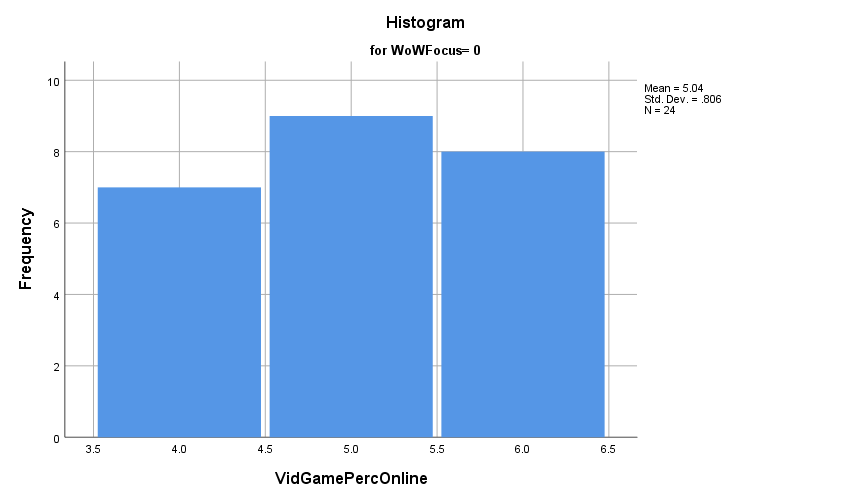 Histogram
for WoWFocus= 0
Mean = 5.04
Std. Dev. = .806
N = 24
Frequency
10
8
6
4
2
0
3.5 4.0 4.5 5.0 5.5 6.0 6.5
VidGamePercOnline